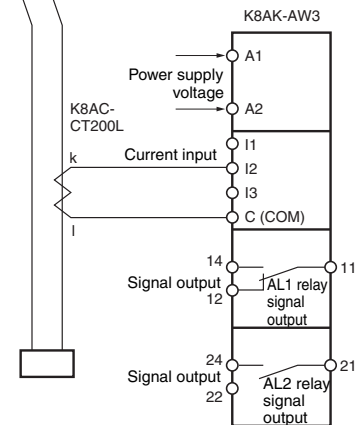 K8AK-AW3
A1
Power supply
voltage
A2
K8AC-
CT200L
I1
k
Current input
I2
I3
C (COM)
l
14
11
Signal output
AL1 relay
signal
output
12
24
21
Signal output
AL2 relay
signal
output
22